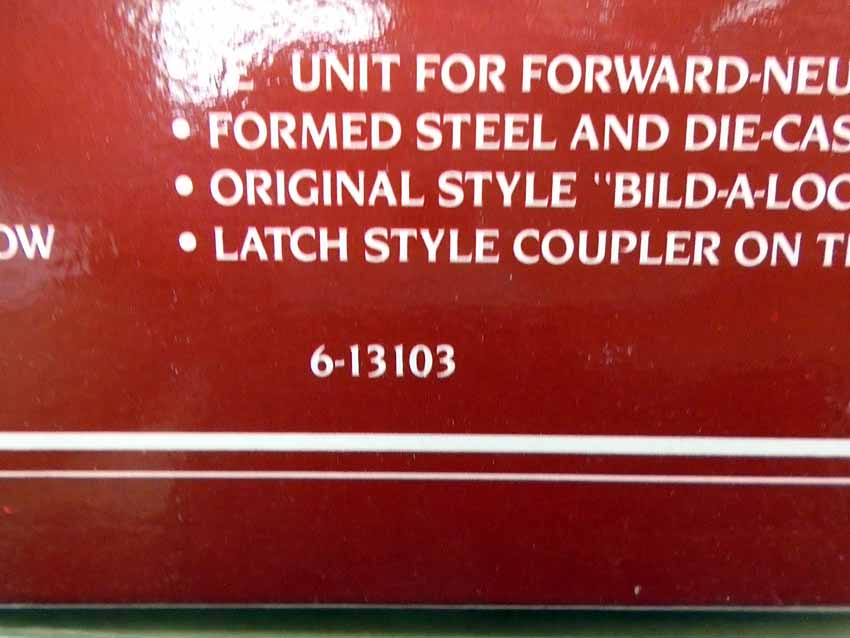 UNIT FOR FORWARD-NEU
• FORMED STEEL AND DIE-CAS
• ORIGINAL STYLE "BILD-A-LOC
OW • LATCH STYLE COUPLER ON T
6-13103